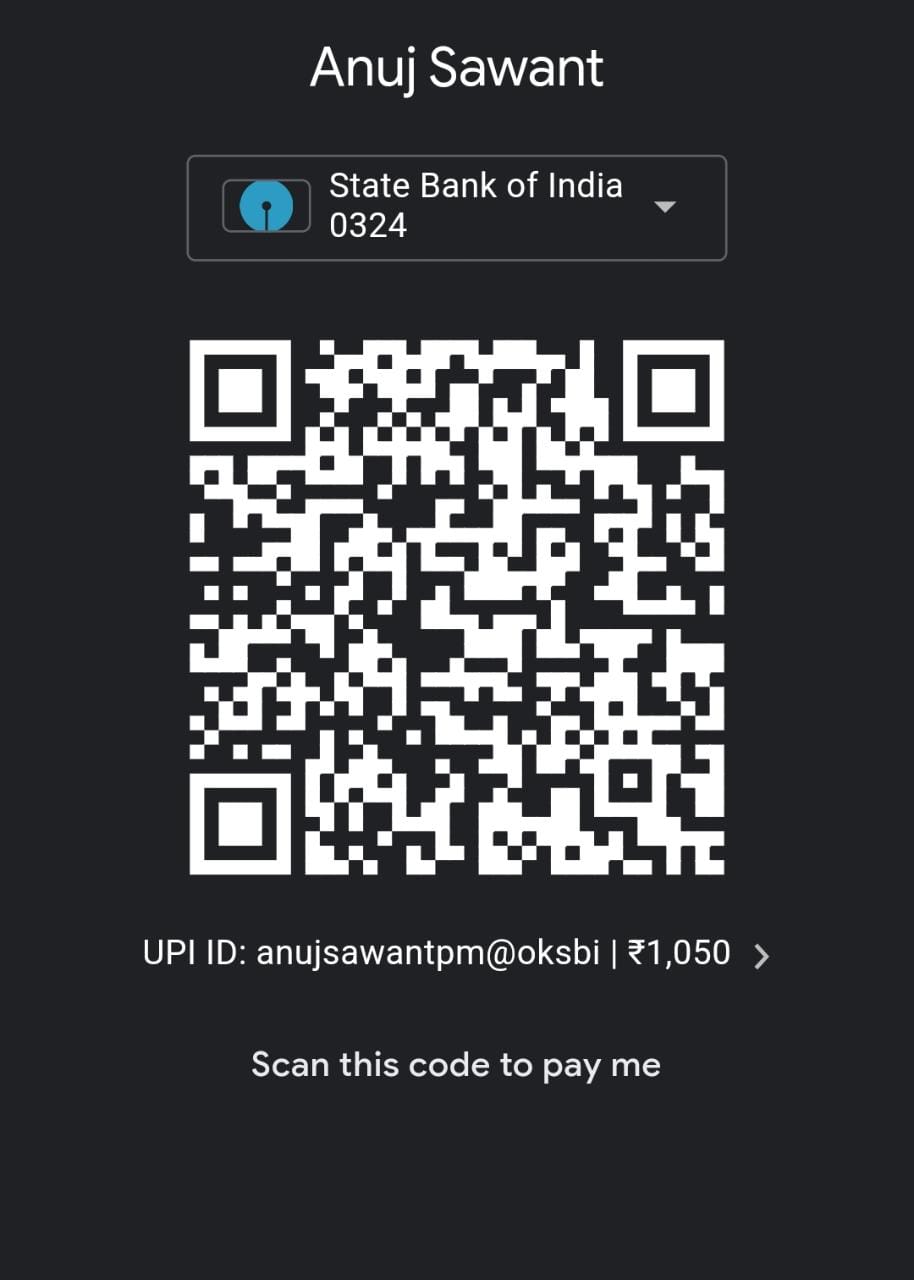 Anuj Sawant
State Bank of India
0324
UPI ID: anujsawantpm@oksbi | ₹1,050
Scan this code to pay me